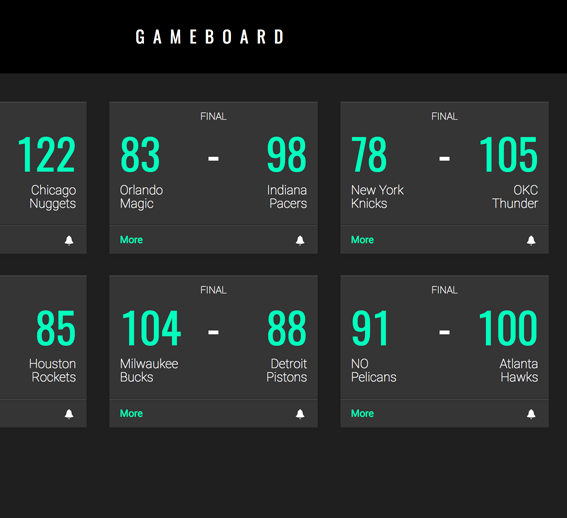 GAMEBOARD
122
Chicago
Nuggets
FINAL
83 - 98
Orlando Indiana
Magic Pacers
More
FINAL
78 - 105
New York OKC
Knicks Thunder
More
85
Houston
Rockets
FINAL
104 - 88
Milwaukee Detroit
Bucks Pistons
More
FINAL
91 - 100
NO Atlanta
Pelicans Hawks
More